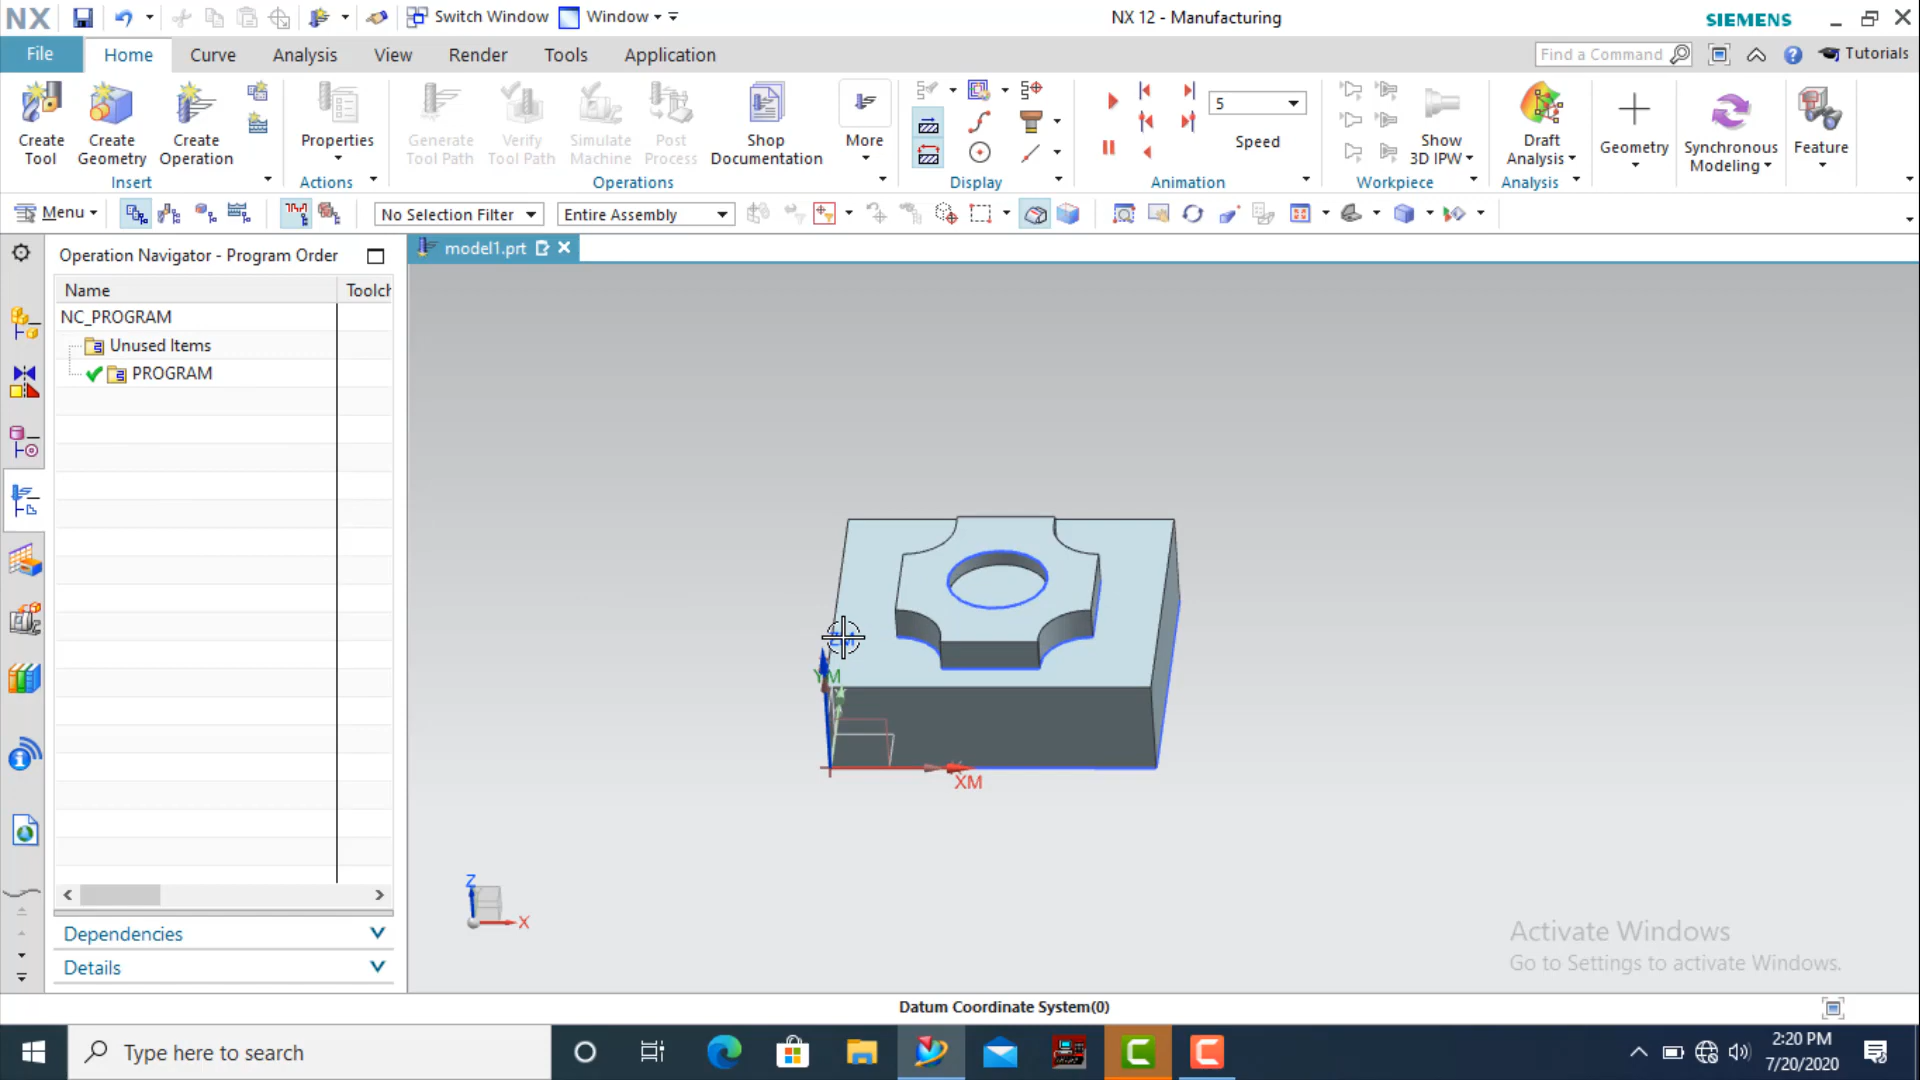 NX
Switch Window
Window
NX 12 - Manufacturing
SIEMENS
File
Home
Curve
Analysis
View
Render
Tools
Application
Find a Command
Tutorials
Create Tool
Create Geometry
Create Operation
Properties
Generate Tool Path
Verify Tool Path
Simulate Machine
Post Process
Shop Documentation
More
5
Speed
Show 3D IPW
Draft Analysis
Geometry
Synchronous Modeling
Feature
Insert
Actions
Operations
Display
Animation
Workpiece
Analysis
Menu
No Selection Filter
Entire Assembly
Operation Navigator - Program Order
model1.prt
Name
Toolch
NC_PROGRAM
Unused Items
PROGRAM
YM
XM
Z
X
Dependencies
Details
Activate Windows
Go to Settings to activate Windows.
Datum Coordinate System(0)
Type here to search
2:20 PM
7/20/2020